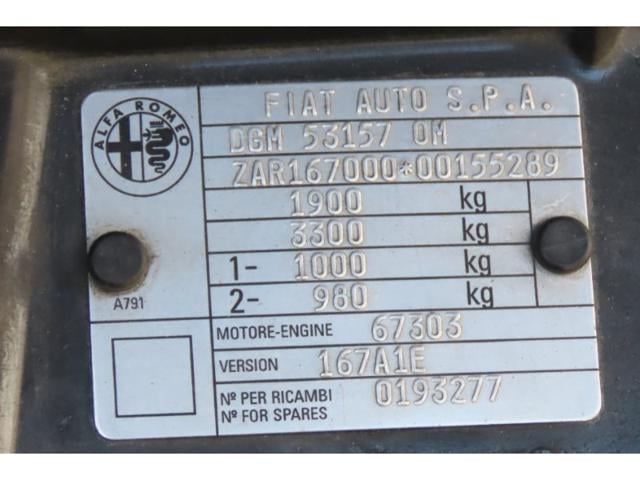 ALFA ROMEO
FIAT AUTO S.P.A.
DGM 53157 OM
ZAR167000*00155289
1900 kg
3300 kg
1- 1000 kg
2- 980 kg
A791
MOTORE-ENGINE 67303
VERSION 167A1E
Nº PER RICAMBI
Nº FOR SPARES 0193277